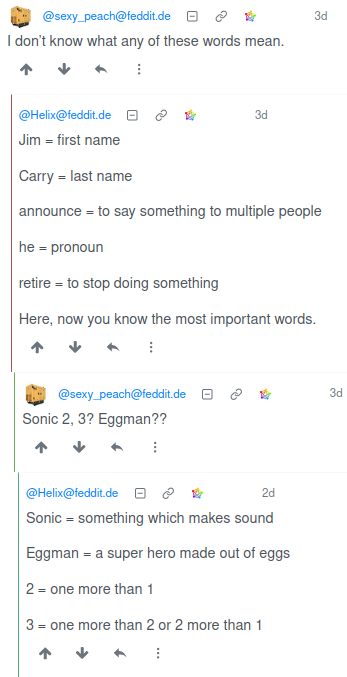 @sexy_peach@feddit.de 3d
I don't know what any of these words mean.
@Helix@feddit.de 3d
Jim = first name
Carry = last name
announce = to say something to multiple people
he = pronoun
retire = to stop doing something
Here, now you know the most important words.
@sexy_peach@feddit.de 3d
Sonic 2, 3? Eggman??
@Helix@feddit.de 2d
Sonic = something which makes sound
Eggman = a super hero made out of eggs
2 = one more than 1
3 = one more than 2 or 2 more than 1